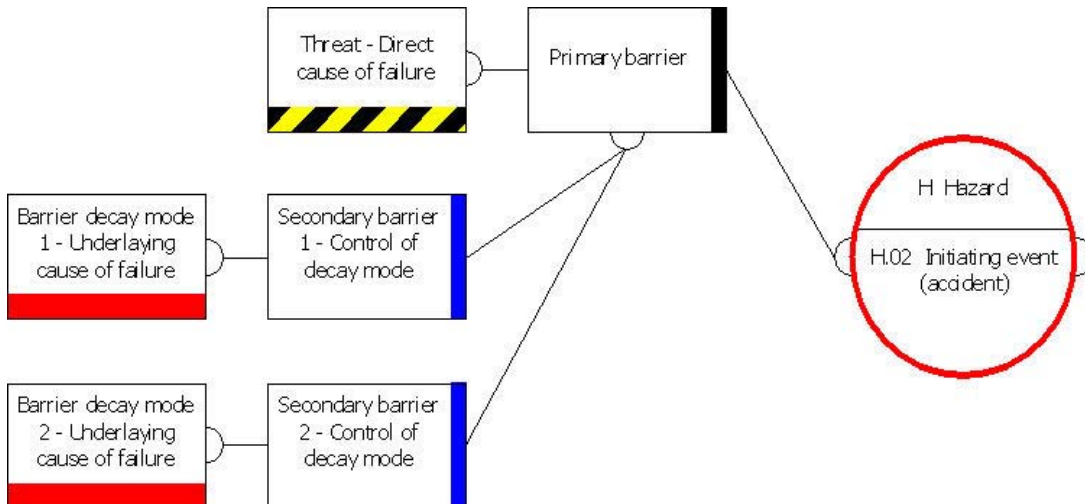 Threat - Direct
cause of failure
Primary barrier
H Hazard
H.02 Initiating event
(accident)
Barrier decay mode
1 - Underlaying
cause of failure
Secondary barrier
1 - Control of
decay mode
Barrier decay mode
2 - Underlaying
cause of failure
Secondary barrier
2 - Control of
decay mode